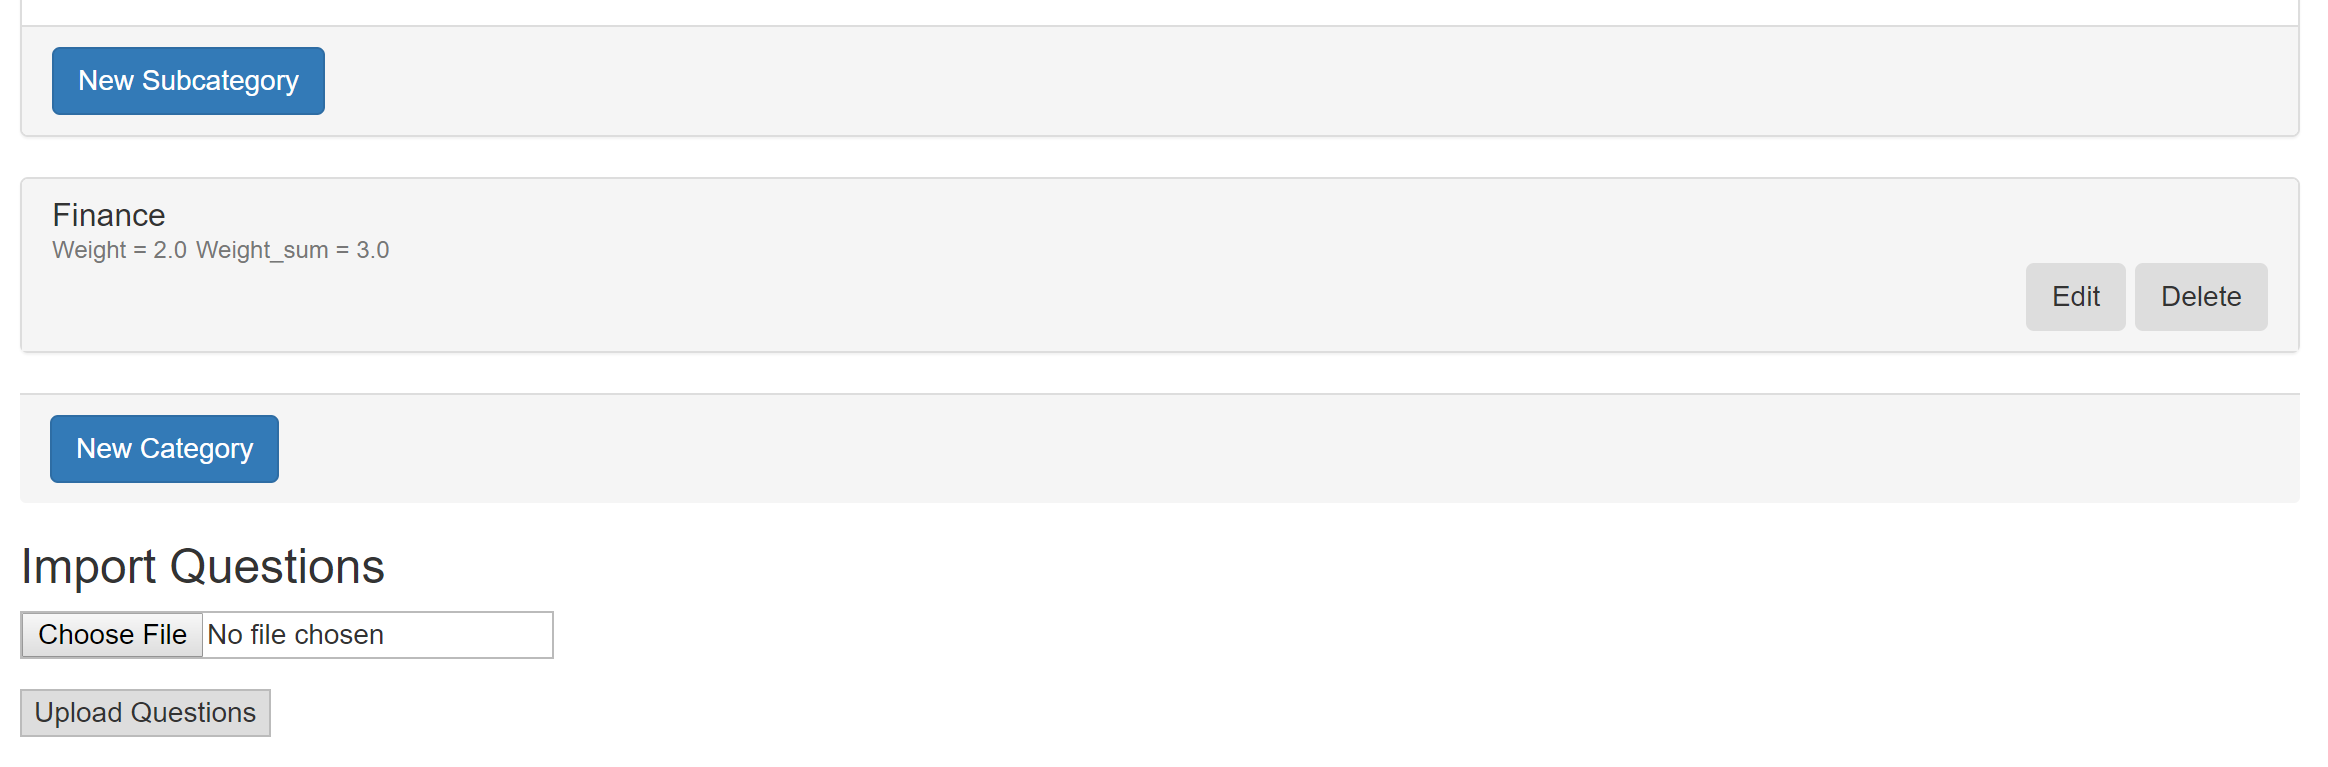 New Subcategory
Finance
Weight = 2.0 Weight_sum = 3.0
Edit Delete
New Category
Import Questions
Choose File No file chosen
Upload Questions